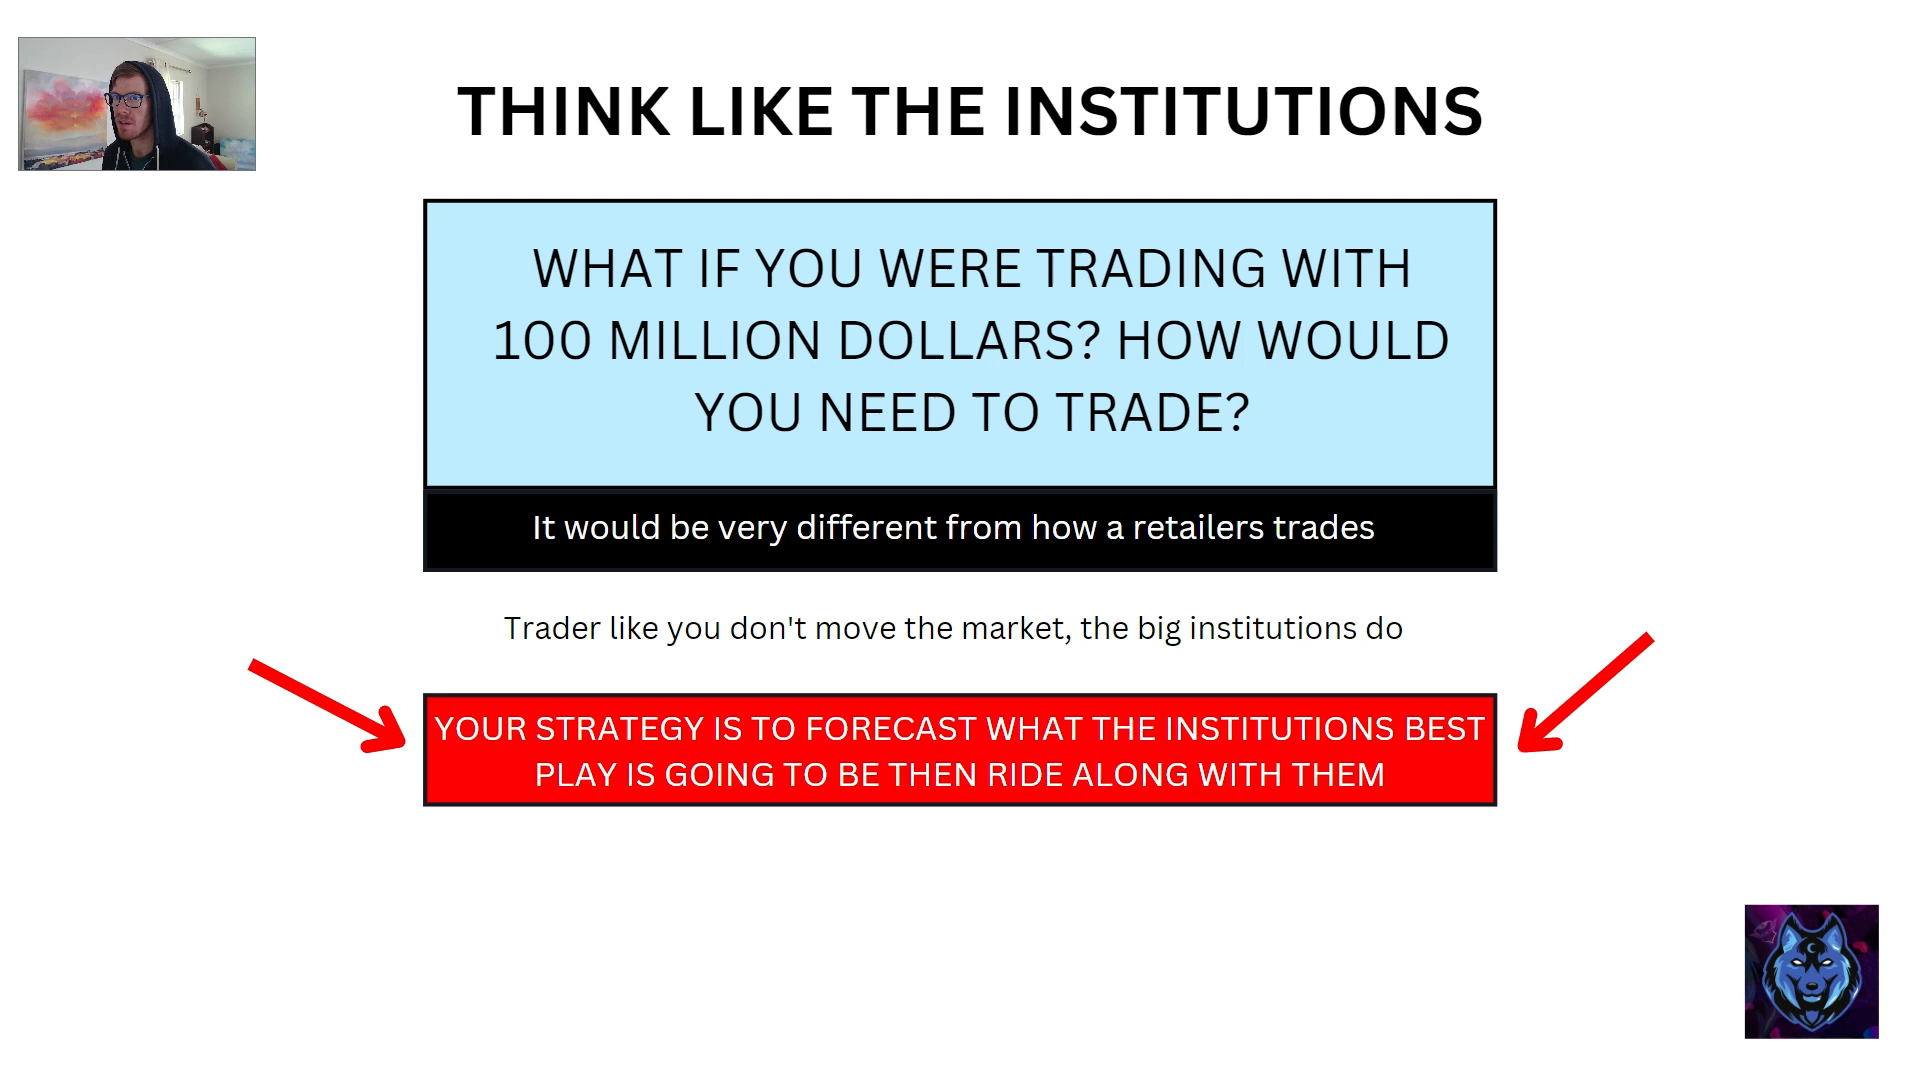 THINK LIKE THE INSTITUTIONS
WHAT IF YOU WERE TRADING WITH
100 MILLION DOLLARS? HOW WOULD
YOU NEED TO TRADE?
It would be very different from how a retailers trades
Trader like you don't move the market, the big institutions do
YOUR STRATEGY IS TO FORECAST WHAT THE INSTITUTIONS BEST
PLAY IS GOING TO BE THEN RIDE ALONG WITH THEM